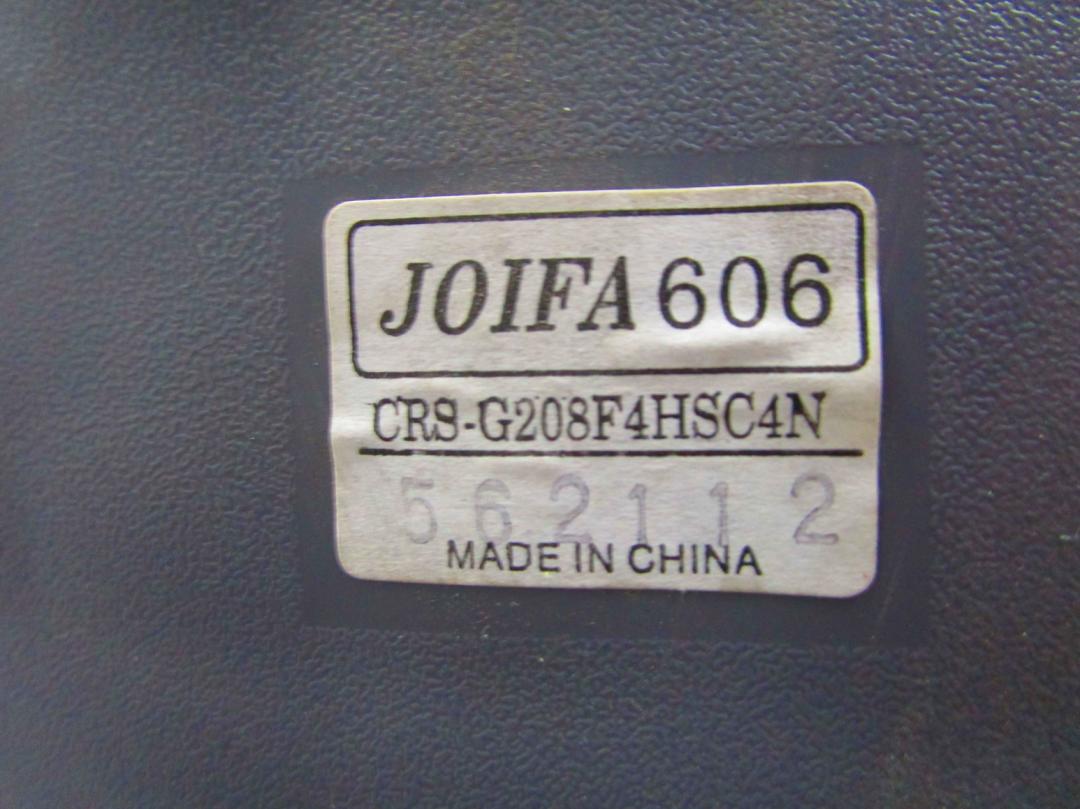 JOIFA 606
CRS-G208F4HSC4N
562112
MADE IN CHINA